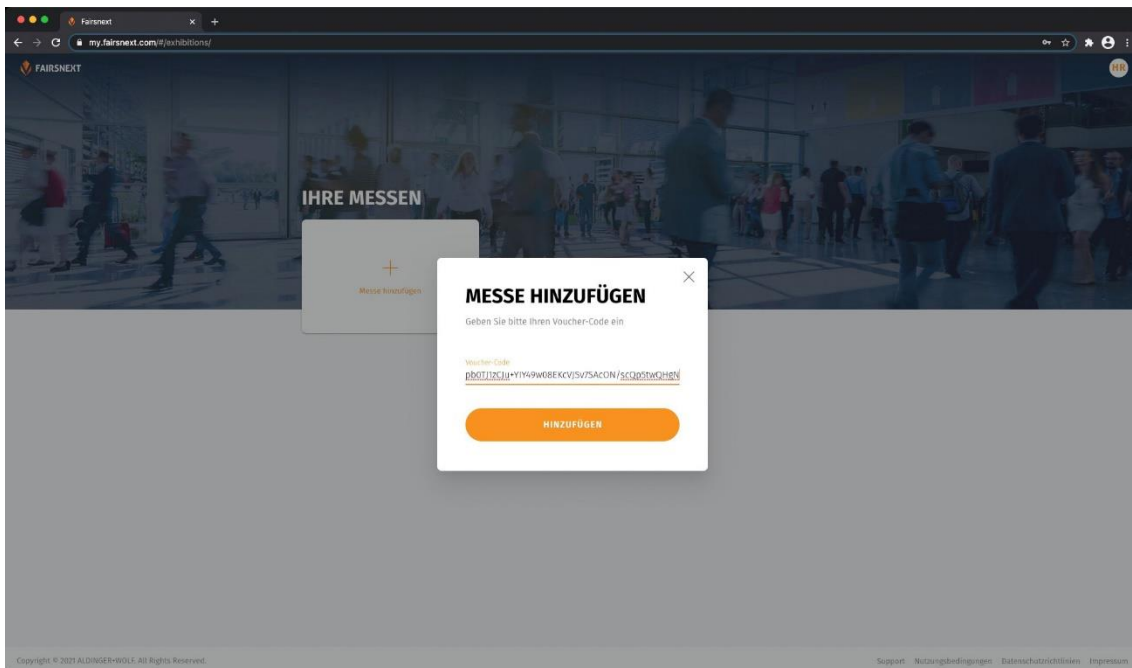 Fairsnext
my.fairsnext.com/#/exhibitions/
FAIRSNEXT
HR
IHRE MESSEN
Messe hinzufügen
MESSE HINZUFÜGEN
Geben Sie bitte Ihren Voucher-Code ein
Voucher-Code
HINZUFÜGEN
Copyright © 2021 ALDINGER+WOLF. All Rights Reserved.
Support Nutzungsbedingungen Datenschutzrichtlinien Impressum